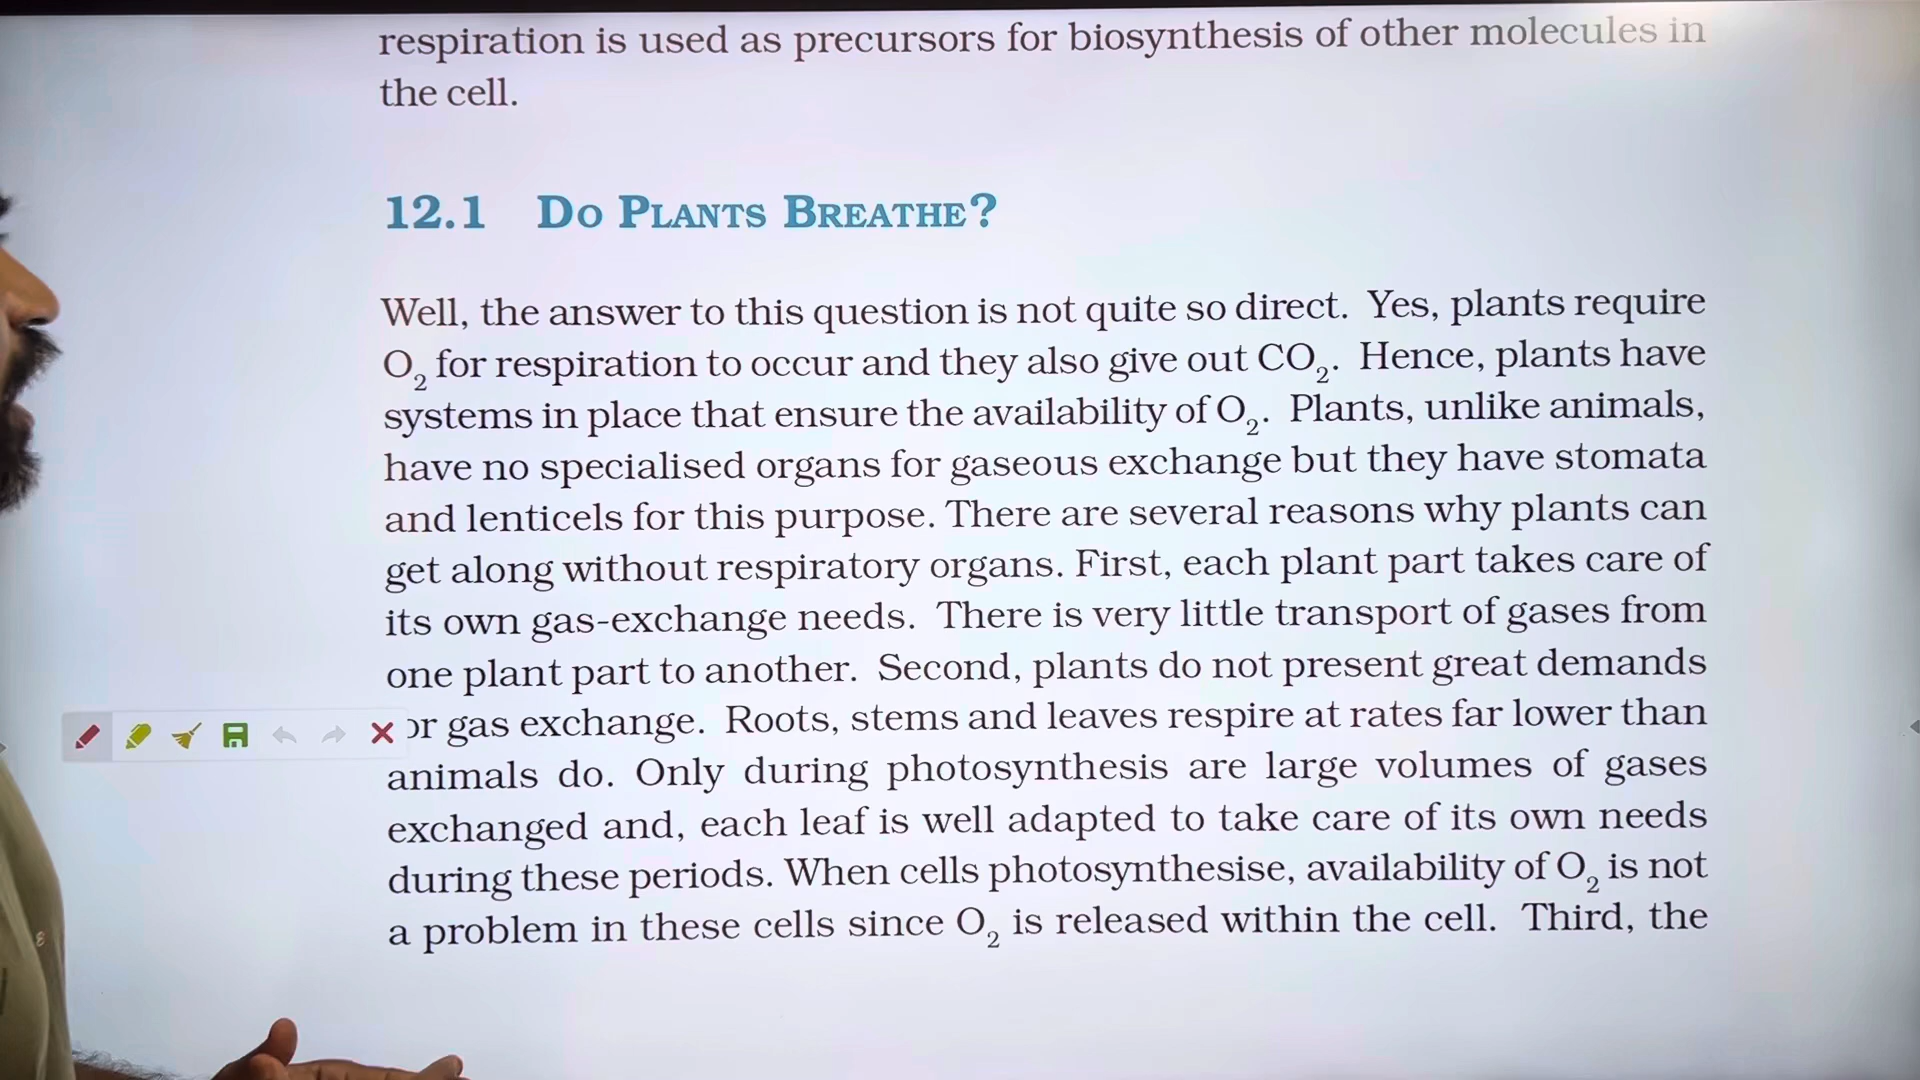 respiration is used as precursors for biosynthesis of other molecules in
the cell.
12.1 DO PLANTS BREATHE?
Well, the answer to this question is not quite so direct. Yes, plants require
O₂ for respiration to occur and they also give out CO₂. Hence, plants have
systems in place that ensure the availability of O₂. Plants, unlike animals,
have no specialised organs for gaseous exchange but they have stomata
and lenticels for this purpose. There are several reasons why plants can
get along without respiratory organs. First, each plant part takes care of
its own gas-exchange needs. There is very little transport of gases from
one plant part to another. Second, plants do not present great demands
or gas exchange. Roots, stems and leaves respire at rates far lower than
animals do. Only during photosynthesis are large volumes of gases
exchanged and, each leaf is well adapted to take care of its own needs
during these periods. When cells photosynthesise, availability of O₂ is not
a problem in these cells since O₂ is released within the cell. Third, the